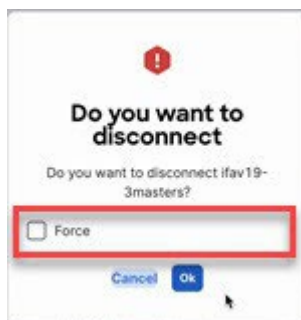 Do you want to
disconnect
Do you want to disconnect ifav19-
3masters?
Force
Cancel Ok